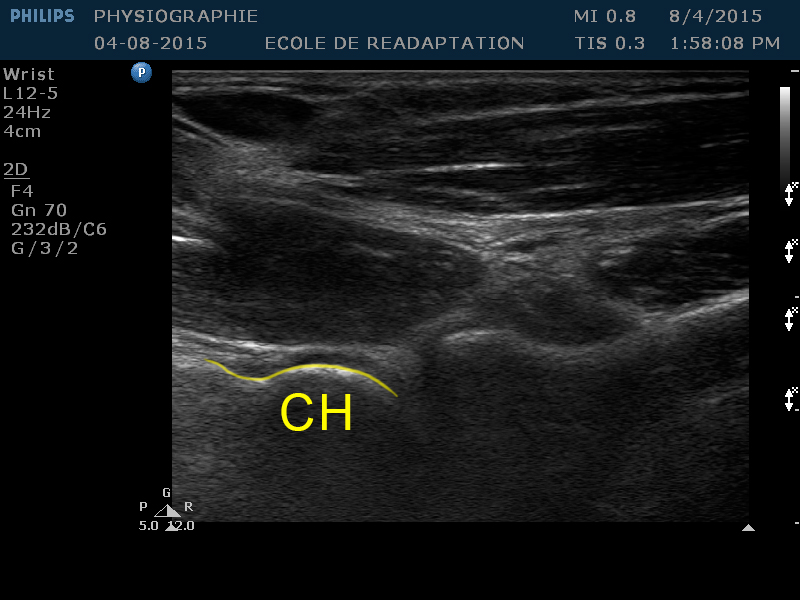 PHILIPS PHYSIOGRAPHIE MI 0.8 8/4/2015
04-08-2015 ECOLE DE READAPTATION TIS 0.3 1:58:08 PM
Wrist
P
L12-5
24Hz
4cm
2D
F4
Gn 70
232dB/C6
G/3/2
CH
G
P R
5.0 12.0